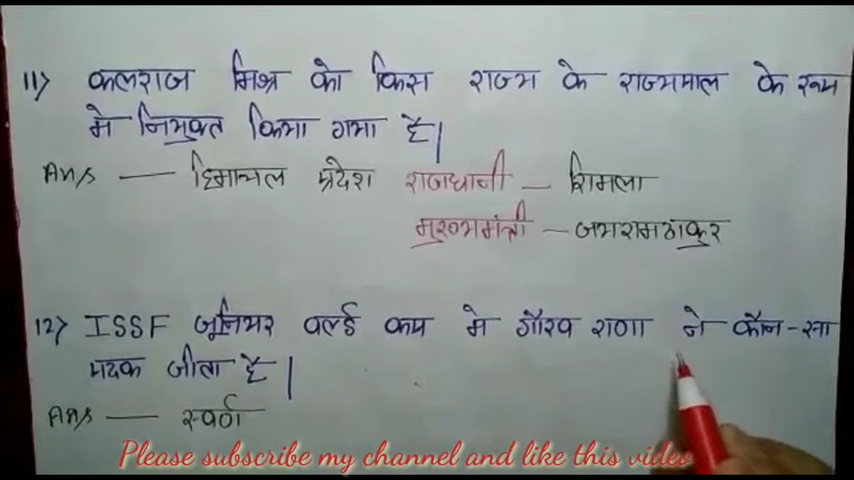 11> कलराज मिश्र को किस राज्य के राज्यपाल के रूप
मे नियुक्त किया गया है|
Ans — हिमाचल प्रदेश राजधानी — शिमला
मुख्यमंत्री — जयरामठाकुर
12> ISSF जूनियर वर्ल्ड कप मे गौरव राणा ने कौन-सा
पदक जीता है|
Ans — स्वर्ण
Please subscribe my channel and like this video